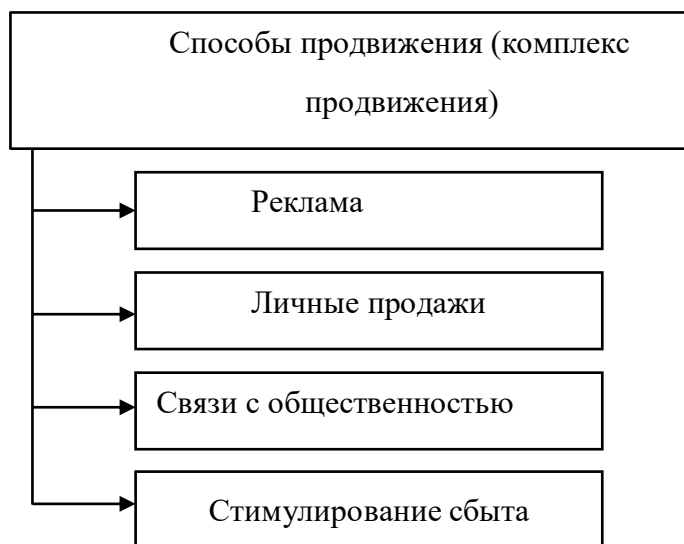 Способы продвижения (комплекс
продвижения)
Реклама
Личные продажи
Связи с общественностью
Стимулирование сбыта